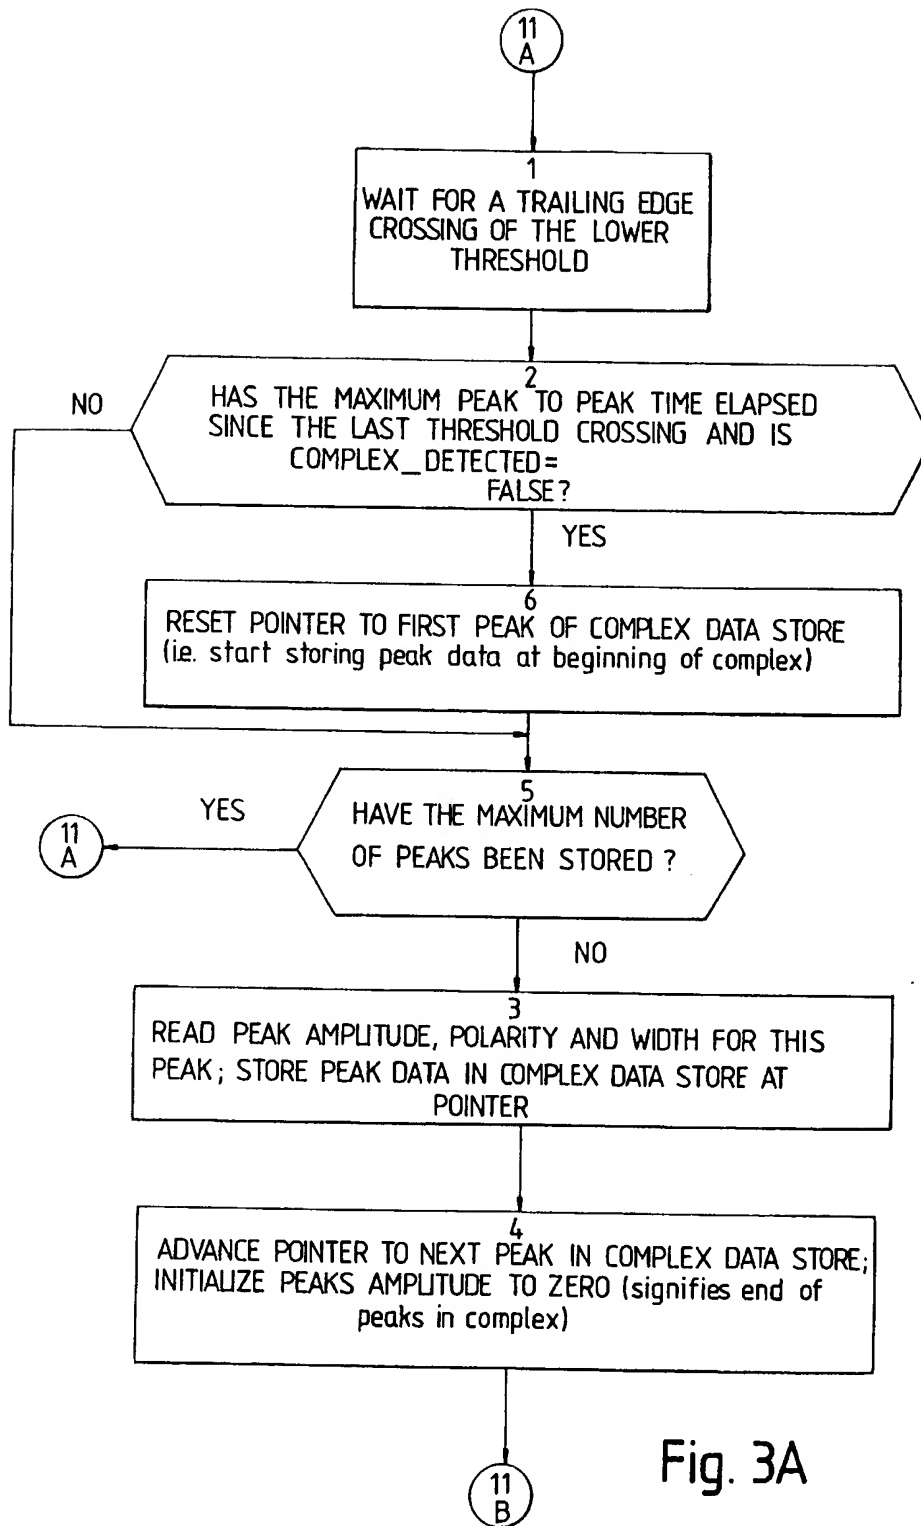 11
A
1
WAIT FOR A TRAILING EDGE
CROSSING OF THE LOWER
THRESHOLD
2
NO
HAS THE MAXIMUM PEAK TO PEAK TIME ELAPSED
SINCE THE LAST THRESHOLD CROSSING AND IS
COMPLEX_DETECTED=
FALSE?
YES
6
RESET POINTER TO FIRST PEAK OF COMPLEX DATA STORE
(i.e. start storing peak data at beginning of complex)
5
YES
HAVE THE MAXIMUM NUMBER
OF PEAKS BEEN STORED ?
11
A
NO
3
READ PEAK AMPLITUDE, POLARITY AND WIDTH FOR THIS
PEAK; STORE PEAK DATA IN COMPLEX DATA STORE AT
POINTER
4
ADVANCE POINTER TO NEXT PEAK IN COMPLEX DATA STORE;
INITIALIZE PEAKS AMPLITUDE TO ZERO (signifies end of
peaks in complex)
11
B
Fig. 3A